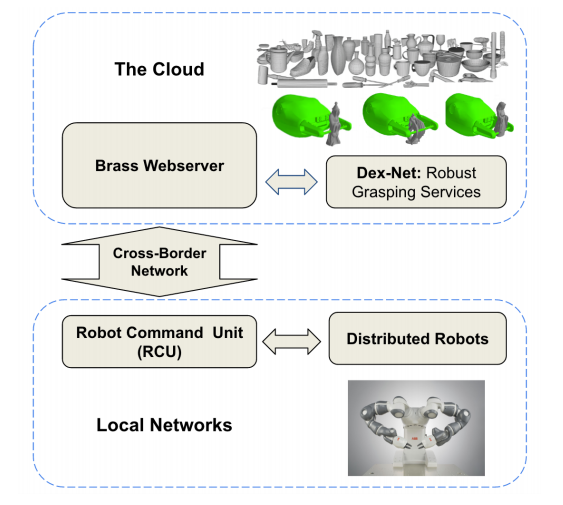 The Cloud
Brass Webserver
Dex-Net: Robust
Grasping Services
Cross-Border
Network
Robot Command Unit
(RCU)
Distributed Robots
Local Networks